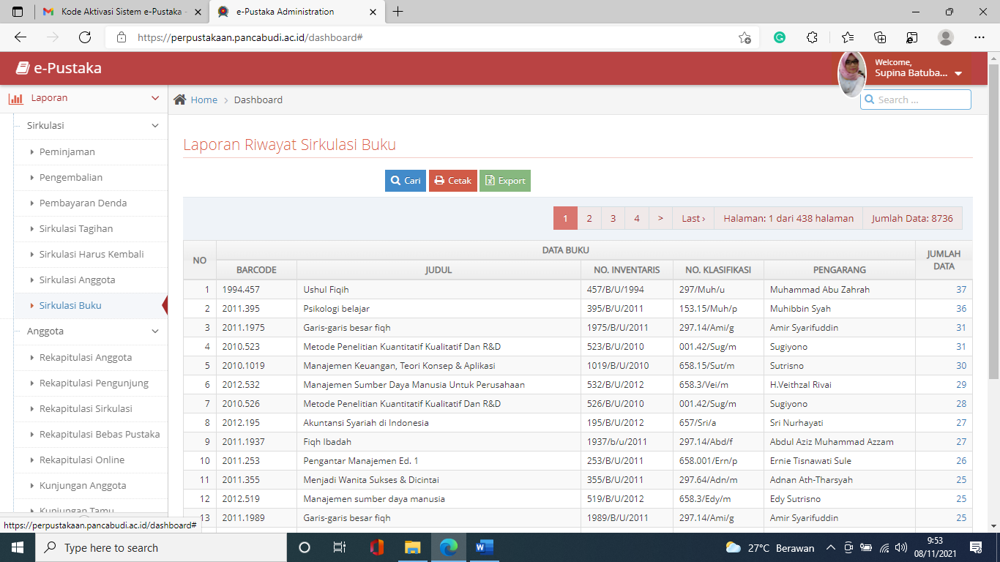 Kode Aktivasi Sistem e-Pustaka -
e-Pustaka Administration
https://perpustakaan.pancabudi.ac.id/dashboard#
e-Pustaka
Welcome,
Supina Batuba...
Laporan
Home > Dashboard
Search ...
Sirkulasi
Peminjaman
Pengembalian
Pembayaran Denda
Sirkulasi Tagihan
Sirkulasi Harus Kembali
Sirkulasi Anggota
Sirkulasi Buku
Anggota
Rekapitulasi Anggota
Rekapitulasi Pengunjung
Rekapitulasi Sirkulasi
Rekapitulasi Bebas Pustaka
Rekapitulasi Online
Kunjungan Anggota
Kunjungan Tamu
Laporan Riwayat Sirkulasi Buku
Cari Cetak Export
1 2 3 4 > Last › Halaman: 1 dari 438 halaman Jumlah Data: 8736
NO DATA BUKU JUMLAH DATA
BARCODE JUDUL NO. INVENTARIS NO. KLASIFIKASI PENGARANG
1 1994.457 Ushul Fiqih 457/B/U/1994 297/Muh/u Muhammad Abu Zahrah 37
2 2011.395 Psikologi belajar 395/B/U/2011 153.15/Muh/p Muhibbin Syah 36
3 2011.1975 Garis-garis besar fiqh 1975/B/U/2011 297.14/Ami/g Amir Syarifuddin 31
4 2010.523 Metode Penelitian Kuantitatif Kualitatif Dan R&D 523/B/U/2010 001.42/Sug/m Sugiyono 31
5 2010.1019 Manajemen Keuangan, Teori Konsep & Aplikasi 1019/B/U/2010 658.15/Sut/m Sutrisno 30
6 2012.532 Manajemen Sumber Daya Manusia Untuk Perusahaan 532/B/U/2012 658.3/Vei/m H.Veithzal Rivai 29
7 2010.526 Metode Penelitian Kuantitatif Kualitatif Dan R&D 526/B/U/2010 001.42/Sug/m Sugiyono 28
8 2012.195 Akuntansi Syariah di Indonesia 195/B/U/2012 657/Sri/a Sri Nurhayati 27
9 2011.1937 Fiqh Ibadah 1937/b/u/2011 297.14/Abd/f Abdul Aziz Muhammad Azzam 27
10 2011.253 Pengantar Manajemen Ed. 1 253/B/U/2011 658.001/Ern/p Ernie Tisnawati Sule 26
11 2011.355 Menjadi Wanita Sukses & Dicintai 355/B/U/2011 297.64/Adn/m Adnan Ath-Tharsyah 25
12 2012.519 Manajemen sumber daya manusia 519/B/U/2012 658.3/Edy/m Edy Sutrisno 25
13 2011.1989 Garis-garis besar fiqh 1989/B/U/2011 297.14/Ami/g Amir Syarifuddin 25
https://perpustakaan.pancabudi.ac.id/dashboard#
Type here to search
27°C Berawan
9:53
08/11/2021